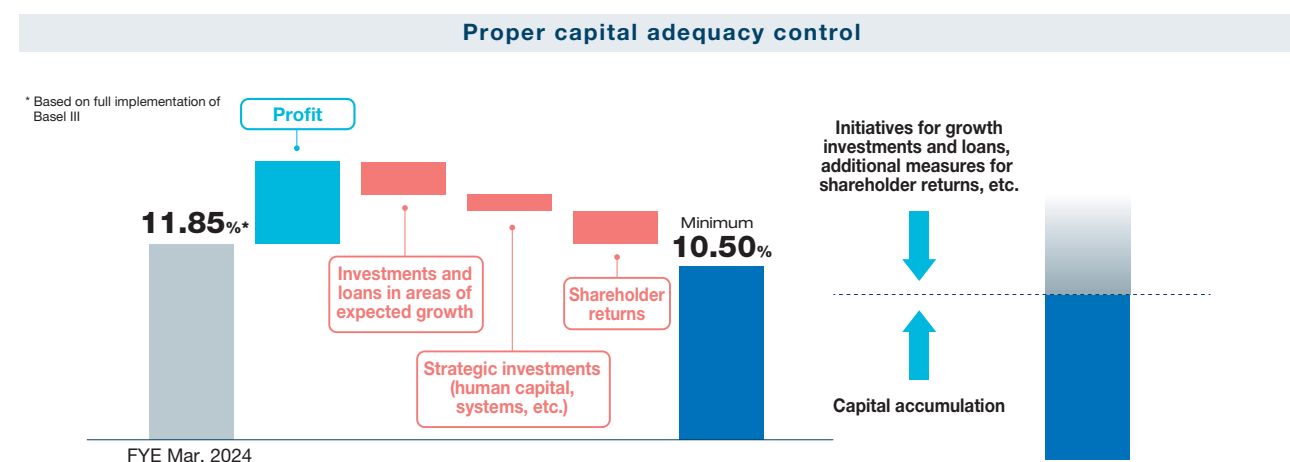 Proper capital adequacy control
* Based on full implementation of
Basel III
Profit
11.85%*
Investments and
loans in areas of
expected growth
Strategic investments
(human capital,
systems, etc.)
Shareholder
returns
Minimum
10.50%
FYE Mar. 2024
Initiatives for growth
investments and loans,
additional measures for
shareholder returns, etc.
Capital accumulation